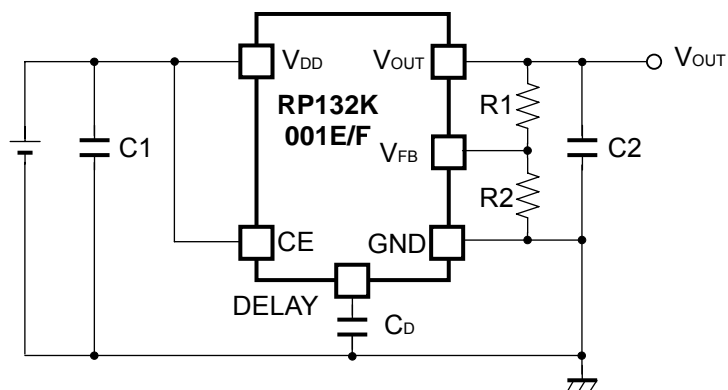 VDD
VOUT
VOUT
RP132K
001E/F
R1
C1
VFB
C2
R2
CE
GND
DELAY
CD